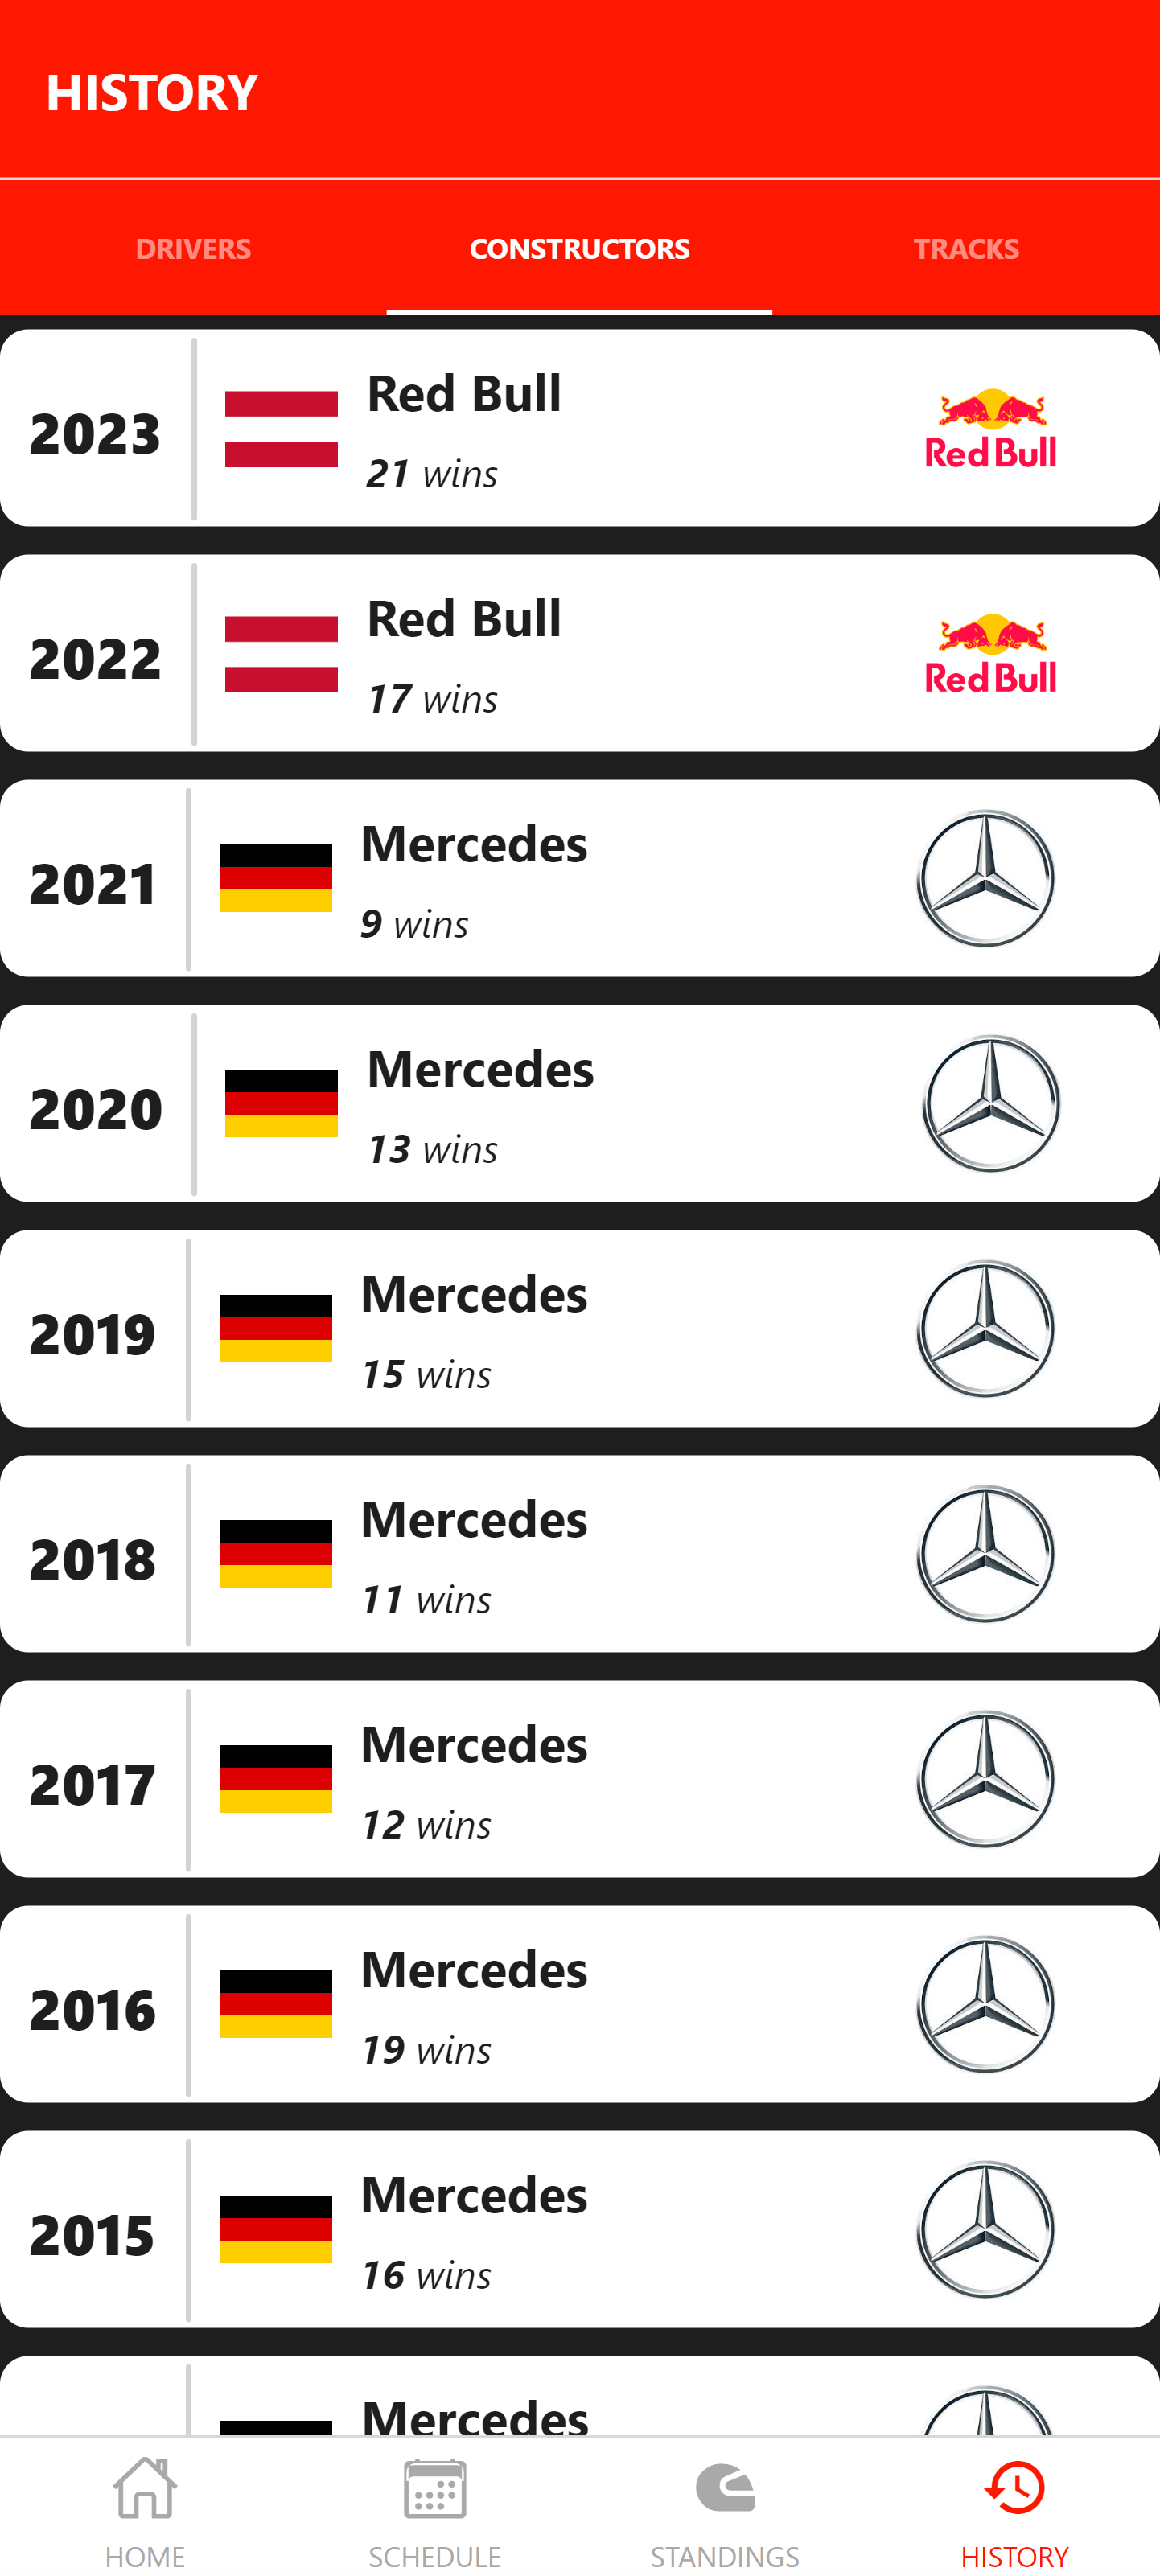 HISTORY
DRIVERS CONSTRUCTORS TRACKS
2023
Red Bull
21 wins
Red Bull
2022
Red Bull
17 wins
Red Bull
2021
Mercedes
9 wins
2020
Mercedes
13 wins
2019
Mercedes
15 wins
2018
Mercedes
11 wins
2017
Mercedes
12 wins
2016
Mercedes
19 wins
2015
Mercedes
16 wins
Mercedes
HOME SCHEDULE STANDINGS HISTORY